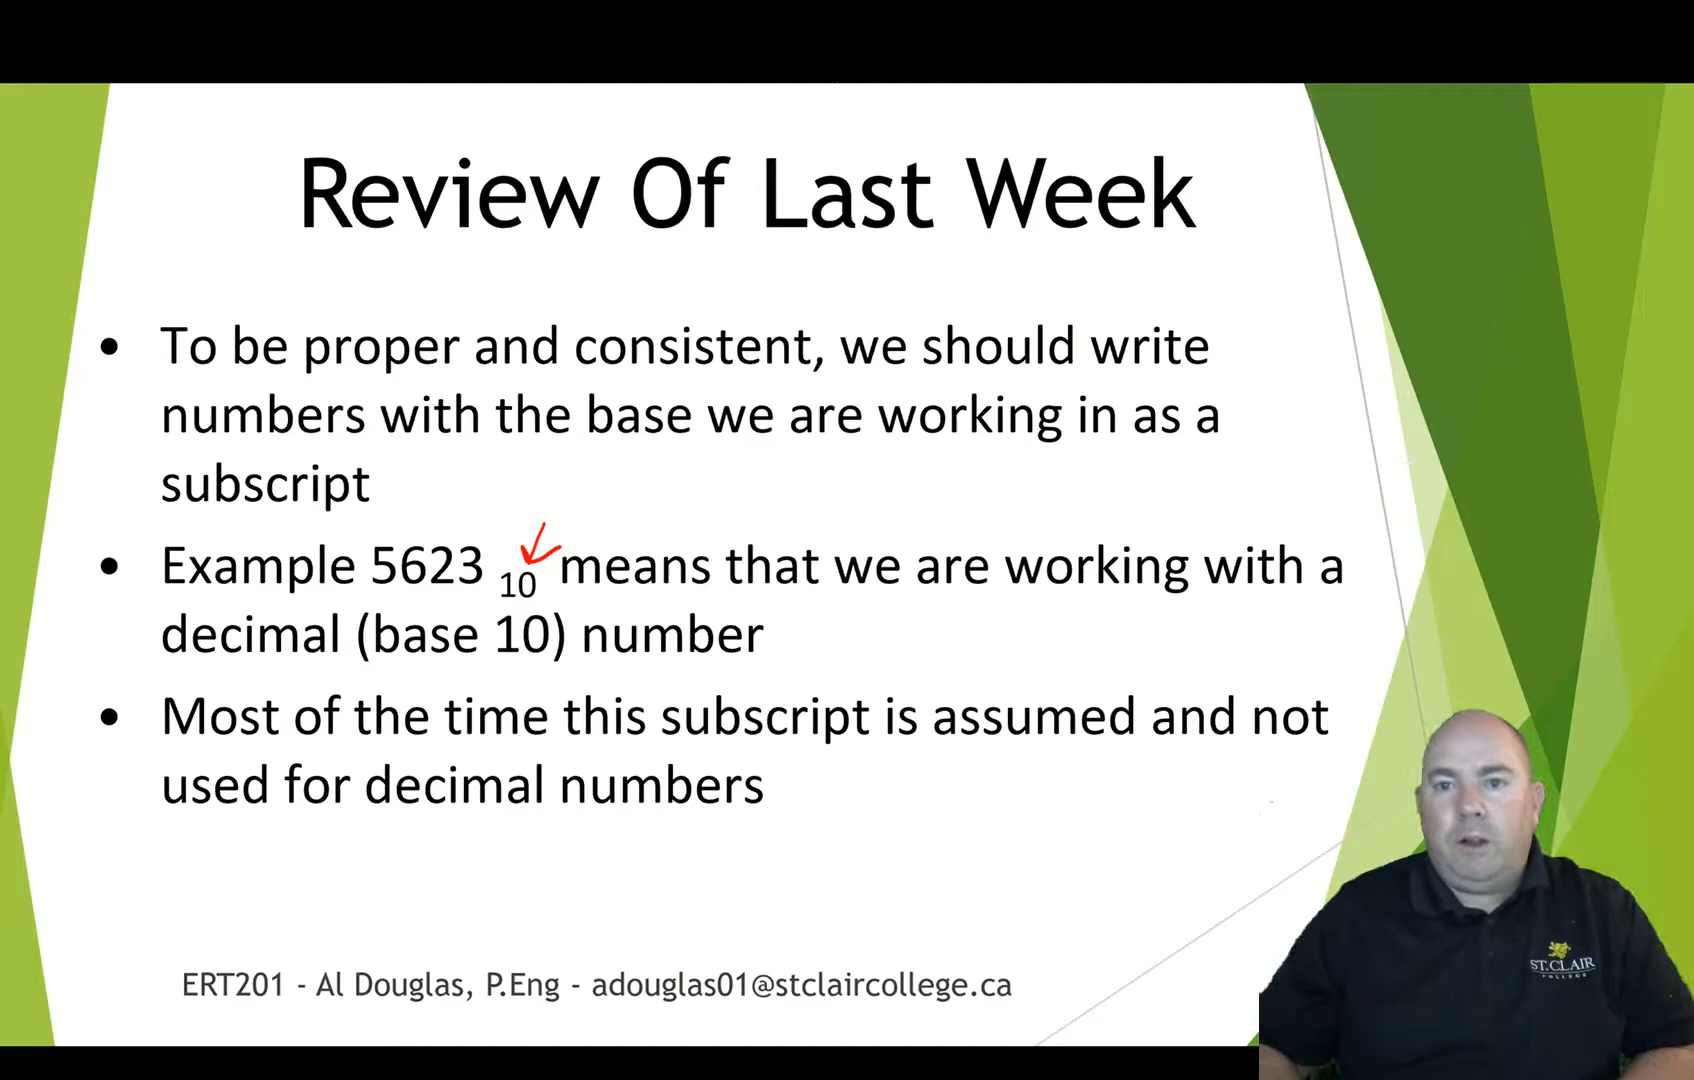 Review Of Last Week
• To be proper and consistent, we should write
numbers with the base we are working in as a
subscript
• Example 5623 10 means that we are working with a
decimal (base 10) number
• Most of the time this subscript is assumed and not
used for decimal numbers
ERT201 - Al Douglas, P.Eng - adouglas01@stclaircollege.ca
ST. CLAIR
COLLEGE